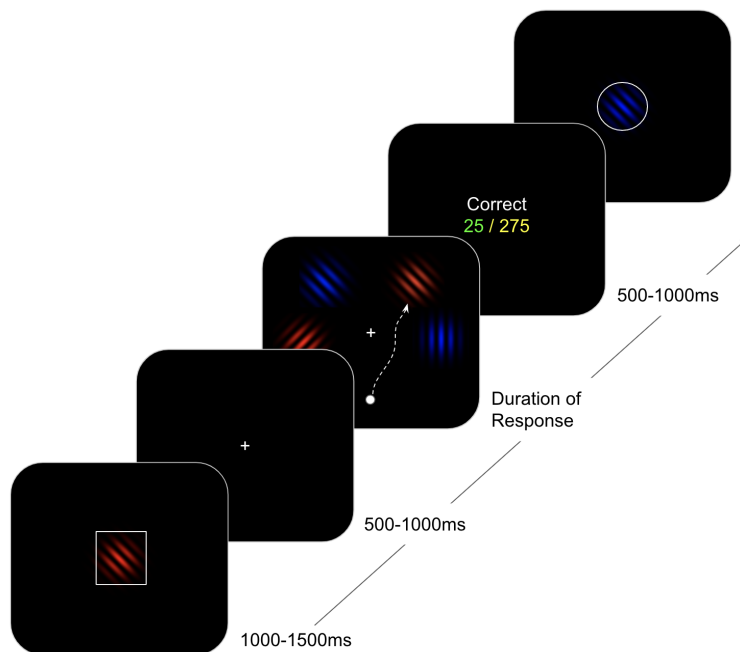 Correct
25 / 275
500-1000ms
Duration of
Response
500-1000ms
1000-1500ms